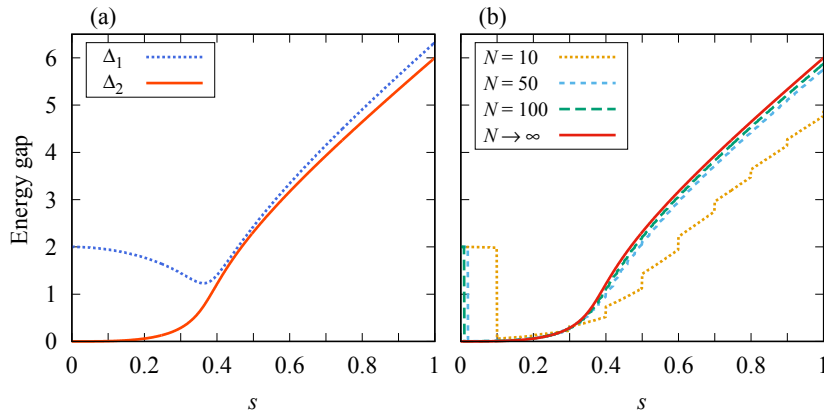 (a)
(b)
Energy gap
6
5
4
3
2
1
0
Δ₁
Δ₂
N = 10
N = 50
N = 100
N → ∞
0 0.2 0.4 0.6 0.8 1
0 0.2 0.4 0.6 0.8 1
s
s